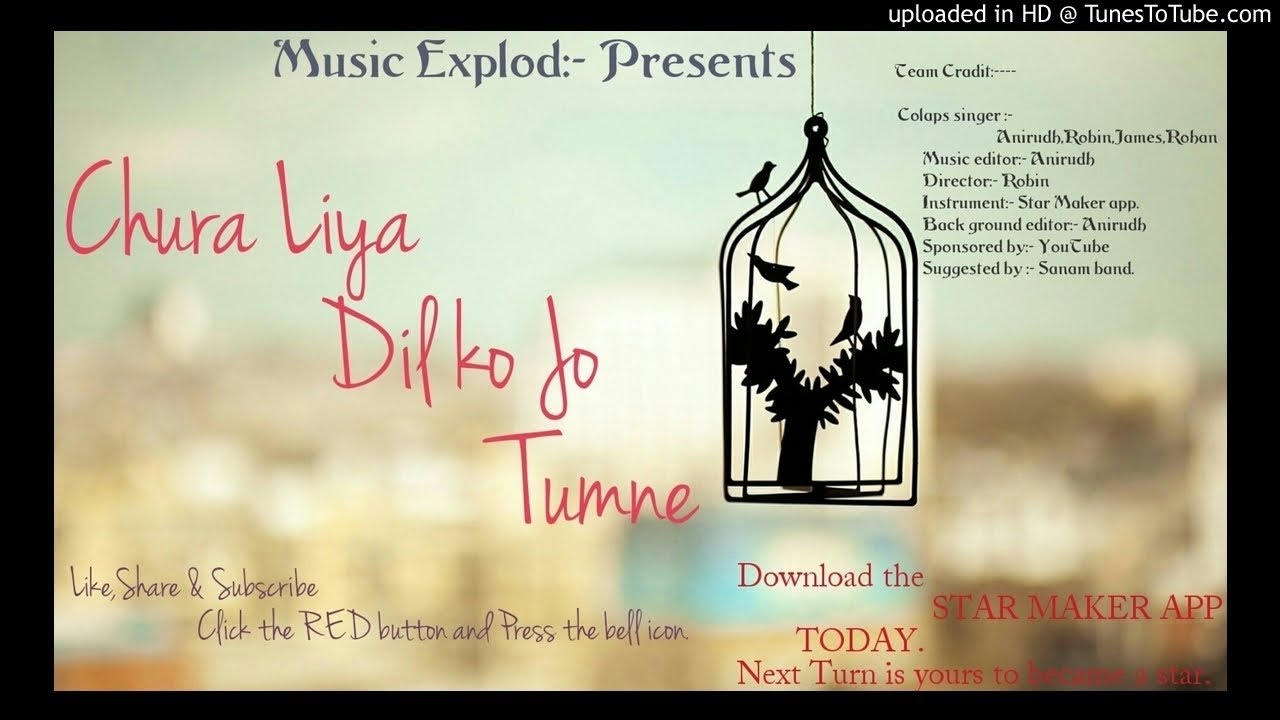 uploaded in HD @ TunesToTube.com
Music Explod:- Presents
Chura Liya
Dil ko Jo
Tumne
Team Cradit:----
Colaps singer :-
Anirudh,Robin,James,Rohan
Music editor:- Anirudh
Director:- Robin
Instrument:- Star Maker app.
Back ground editor:- Anirudh
Sponsored by:- YouTube
Suggested by :- Sanam band.
Like,Share & Subscribe
Click the RED button and Press the bell icon.
Download the
STAR MAKER APP
TODAY.
Next Turn is yours to became a star.